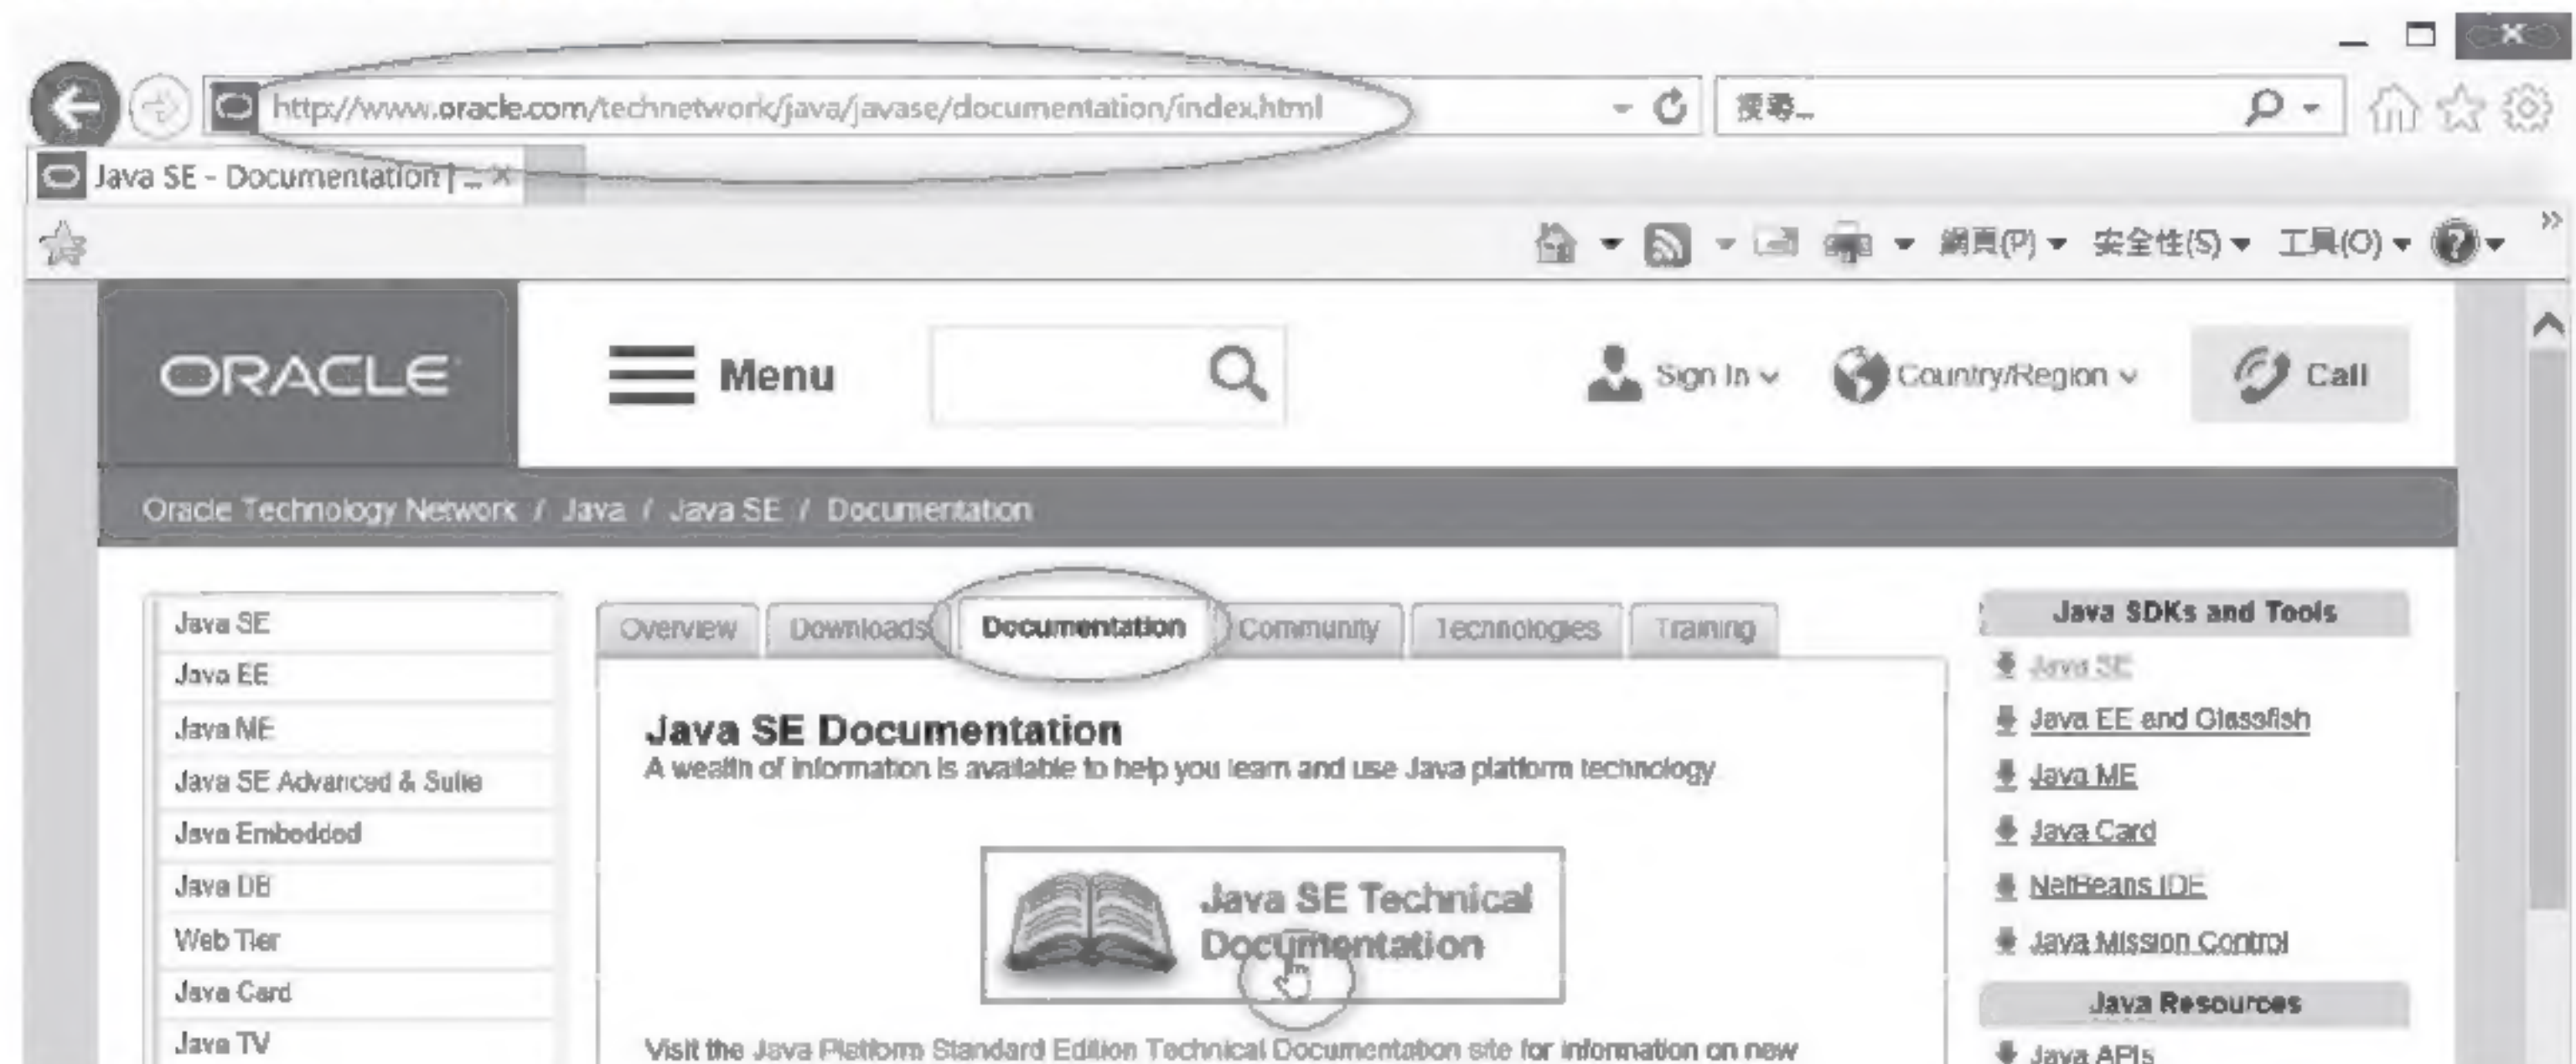 http://www.oracle.com/technetwork/java/javase/documentation/index.html
搜尋...
Java SE - Documentation | ...
網頁(P) 安全性(S) 工具(O)
ORACLE
Menu
Sign In
Country/Region
Call
Oracle Technology Network / Java / Java SE / Documentation
Java SE
Java EE
Java ME
Java SE Advanced & Suite
Java Embedded
Java DB
Web Tier
Java Card
Java TV
Overview
Downloads
Documentation
Community
Technologies
Training
Java SE Documentation
A wealth of information is available to help you learn and use Java platform technology
Java SE Technical
Documentation
Visit the Java Platform Standard Edition Technical Documentation site for information on new
Java SDKs and Tools
Java SE
Java EE and Glassfish
Java ME
Java Card
NetBeans IDE
Java Mission Control
Java Resources
Java APIs